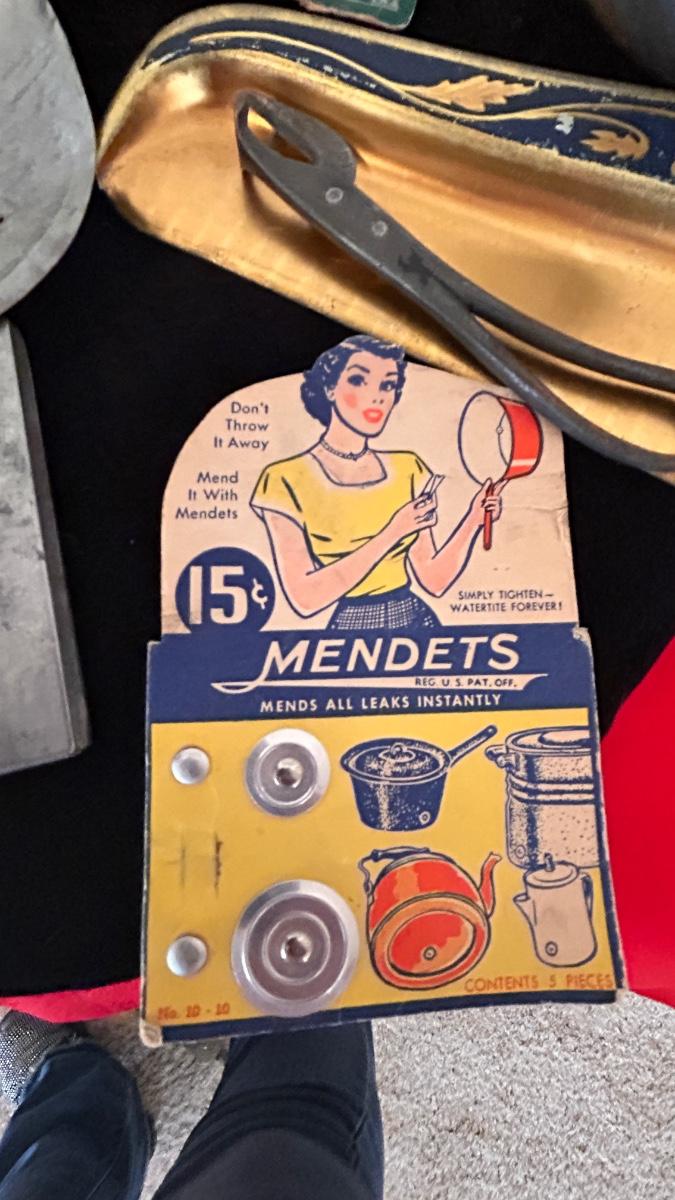 Don't
Throw
It Away
Mend
It With
Mendets
15¢
SIMPLY TIGHTEN—
WATERTITE FOREVER!
MENDETS
REG. U.S. PAT. OFF.
MENDS ALL LEAKS INSTANTLY
CONTENTS 5 PIECES
No. 10 - 10